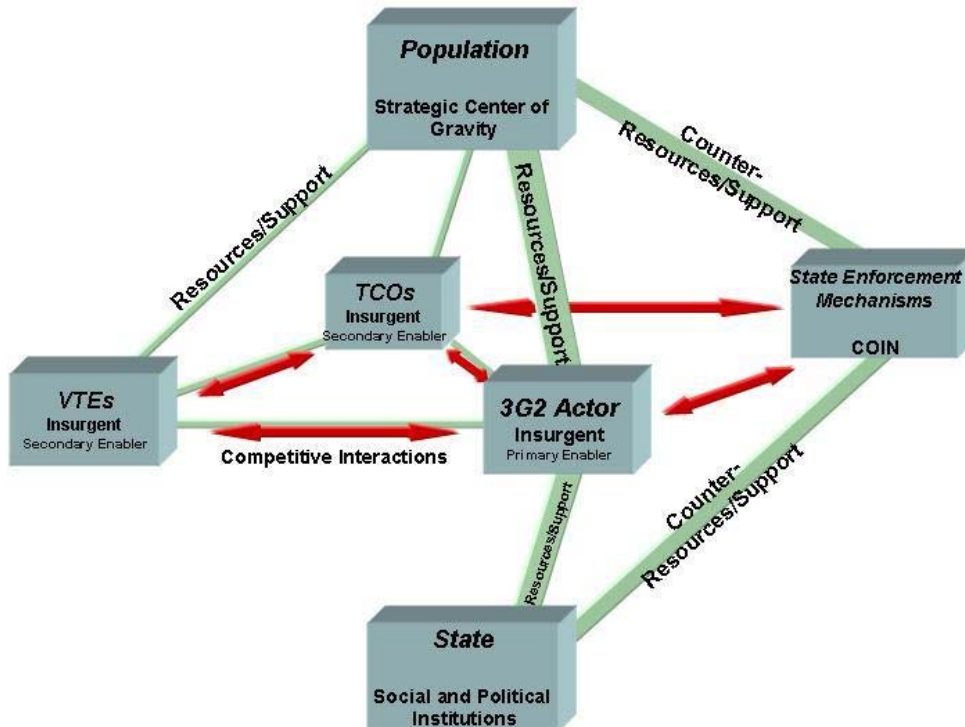 Population
Strategic Center of
Gravity
Counter-
Resources/Support
Resources/Support
Resources/Support
TCOs
Insurgent
Secondary Enabler
State Enforcement
Mechanisms
COIN
VTEs
Insurgent
Secondary Enabler
3G2 Actor
Insurgent
Primary Enabler
Competitive Interactions
Resources/Support
Counter-
Resources/Support
State
Social and Political
Institutions